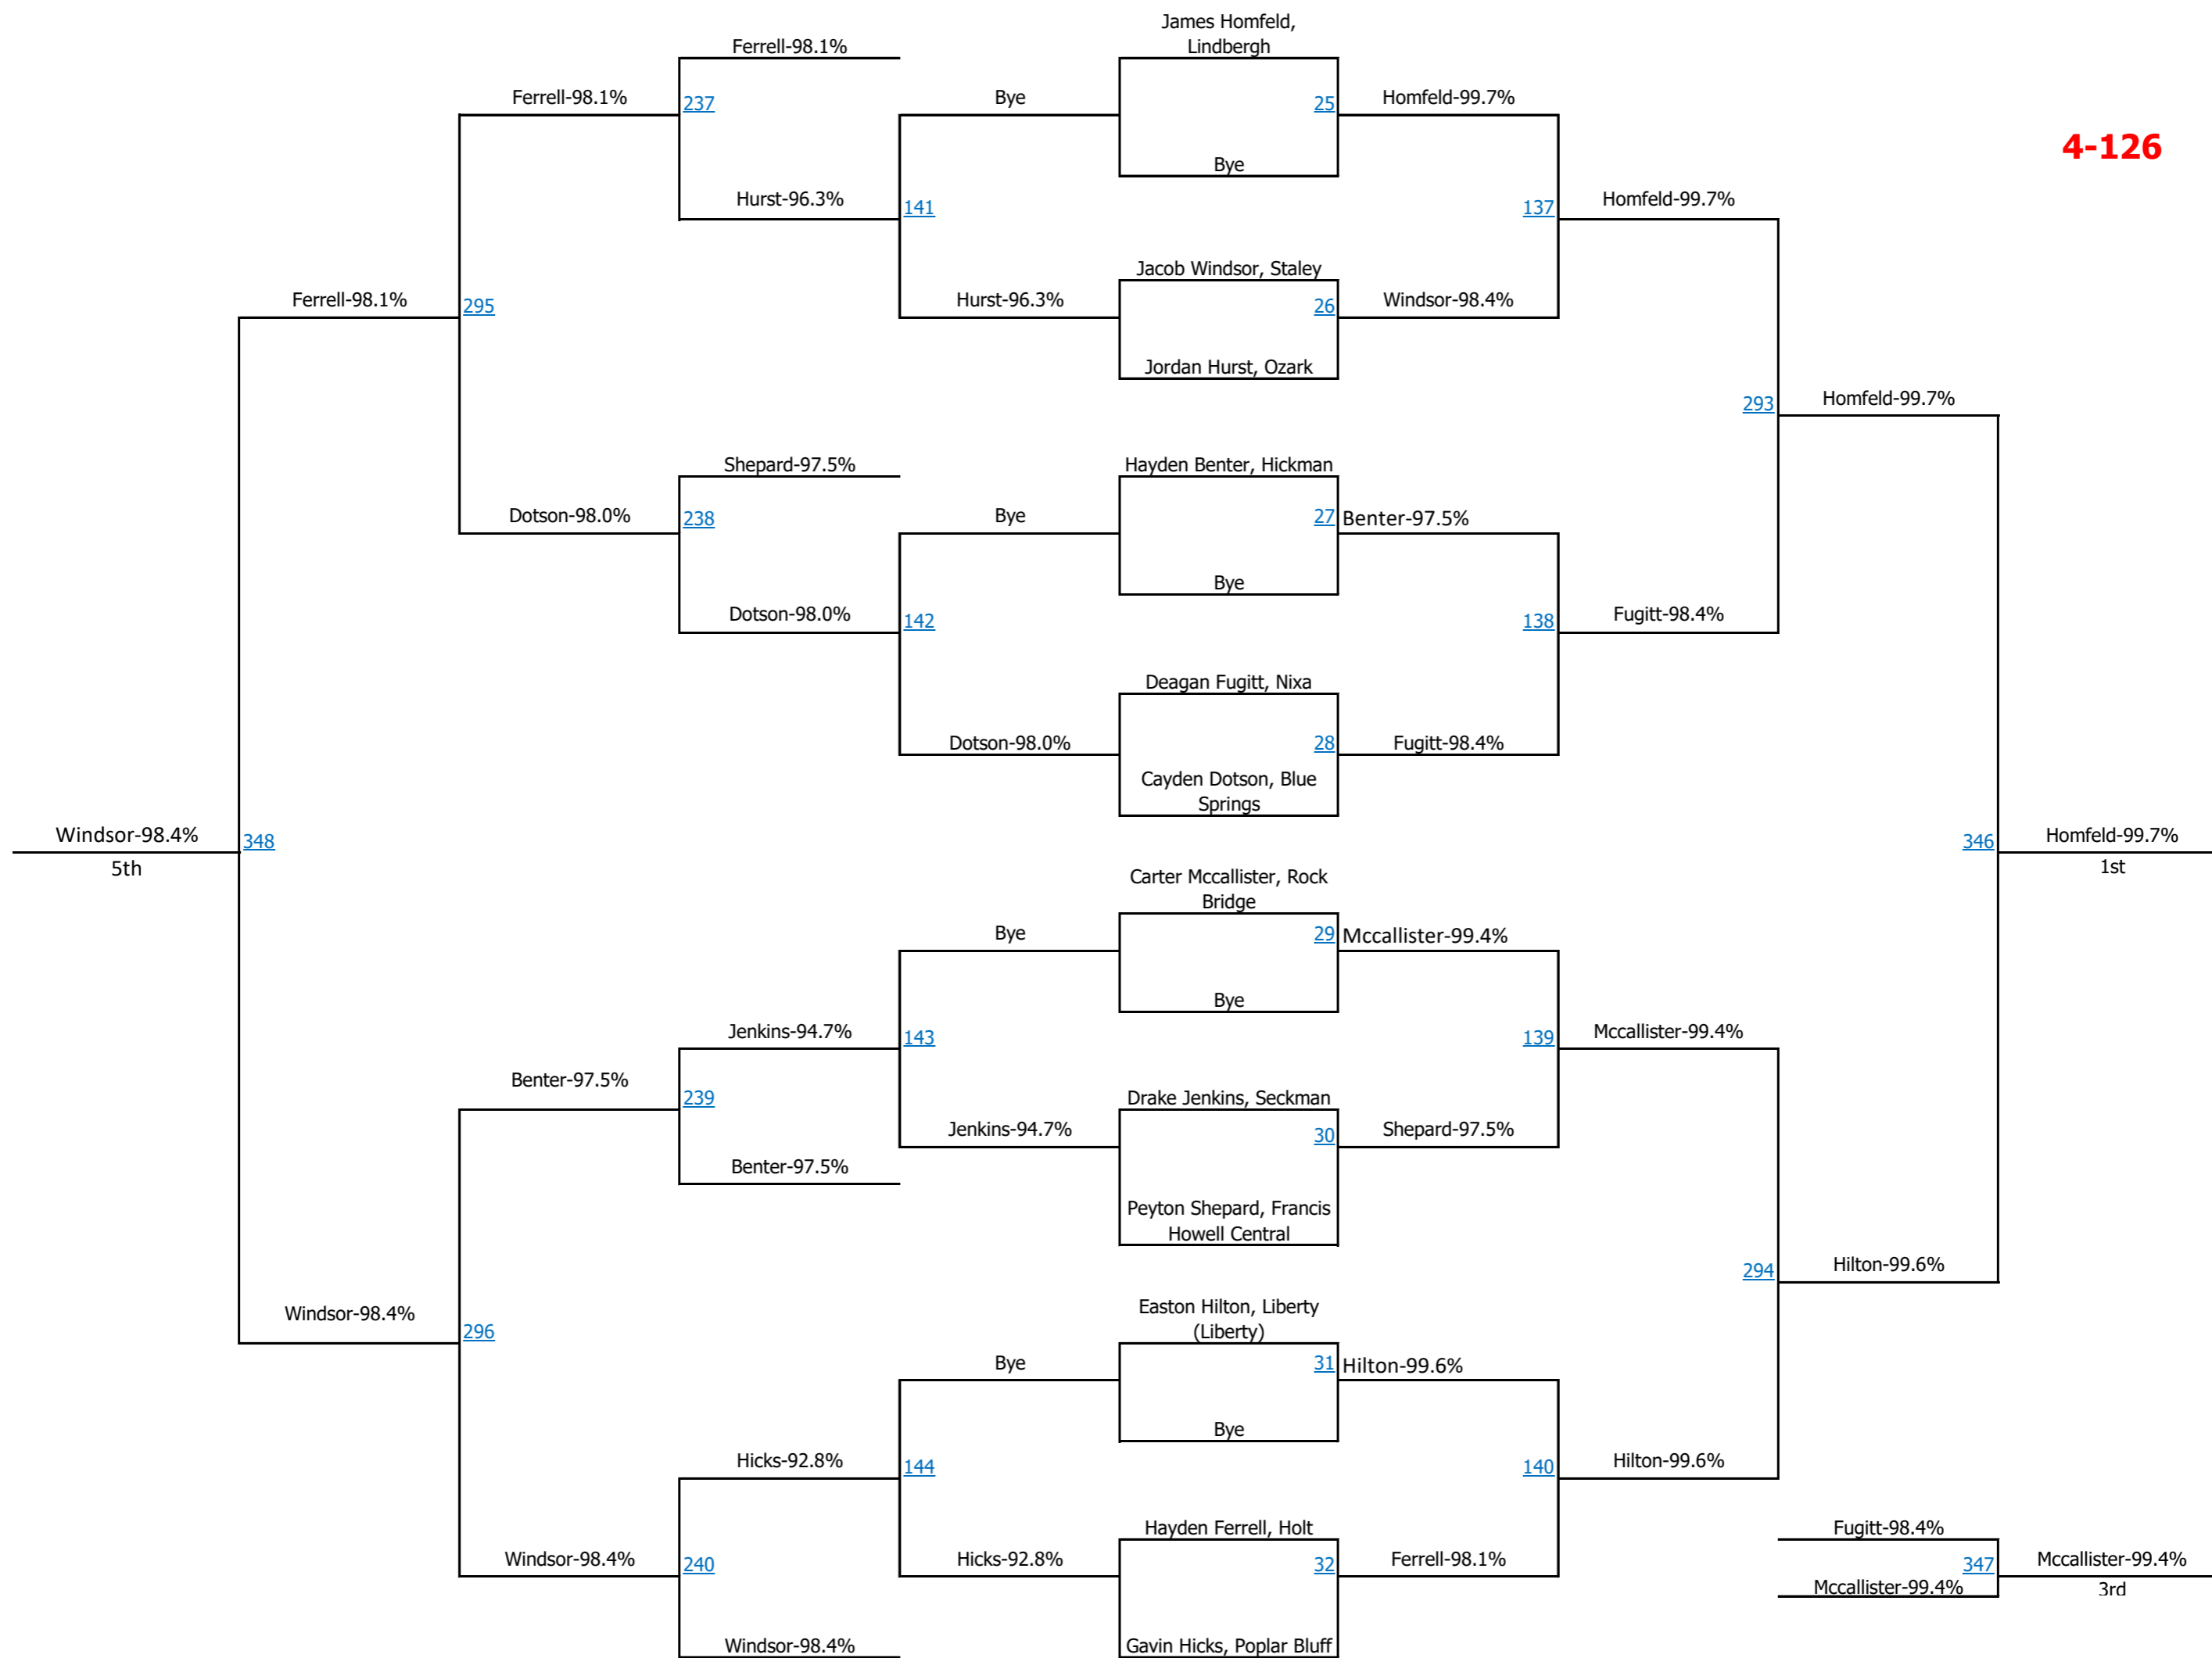 James Homfeld,
Lindbergh
Ferrell-98.1%
Ferrell-98.1%
237
Bye
25
Homfeld-99.7%
4-126
Bye
Hurst-96.3%
141
137
Homfeld-99.7%
Jacob Windsor, Staley
Ferrell-98.1%
295
Hurst-96.3%
26
Windsor-98.4%
Jordan Hurst, Ozark
293
Homfeld-99.7%
Shepard-97.5%
Hayden Benter, Hickman
Dotson-98.0%
238
Bye
27
Benter-97.5%
Bye
Dotson-98.0%
142
138
Fugitt-98.4%
Deagan Fugitt, Nixa
Dotson-98.0%
28
Fugitt-98.4%
Cayden Dotson, Blue
Springs
Windsor-98.4%
348
346
Homfeld-99.7%
5th
1st
Carter Mccallister, Rock
Bridge
Bye
29
Mccallister-99.4%
Bye
Jenkins-94.7%
143
139
Mccallister-99.4%
Benter-97.5%
239
Drake Jenkins, Seckman
Jenkins-94.7%
30
Shepard-97.5%
Benter-97.5%
Peyton Shepard, Francis
Howell Central
294
Hilton-99.6%
Easton Hilton, Liberty
(Liberty)
Windsor-98.4%
296
Bye
31
Hilton-99.6%
Bye
Hicks-92.8%
144
140
Hilton-99.6%
Hayden Ferrell, Holt
Fugitt-98.4%
Windsor-98.4%
240
Hicks-92.8%
32
Ferrell-98.1%
347
Mccallister-99.4%
Mccallister-99.4%
3rd
Windsor-98.4%
Gavin Hicks, Poplar Bluff